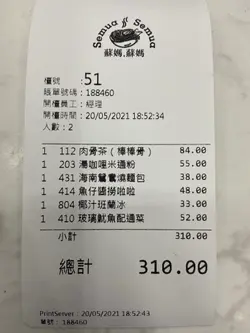 Semua Semua
蘇媽.蘇媽
檯號 : 51
賬單號碼 : 188460
開檯員工 : 經理
開檯時間 : 20/05/2021 18:52:34
人數 : 2
1 112 肉骨茶（棒棒骨） 84.00
1 203 湯咖喱米通粉 55.00
1 431 海南鴛鴦燒麵包 38.00
1 414 魚仔醬撈啦啦 48.00
1 804 椰汁班蘭冰 33.00
1 410 玻璃魷魚配通菜 52.00
小計 310.00
總計 310.00
PrintServer : 20/05/2021 18:52:43
單號 : 188460